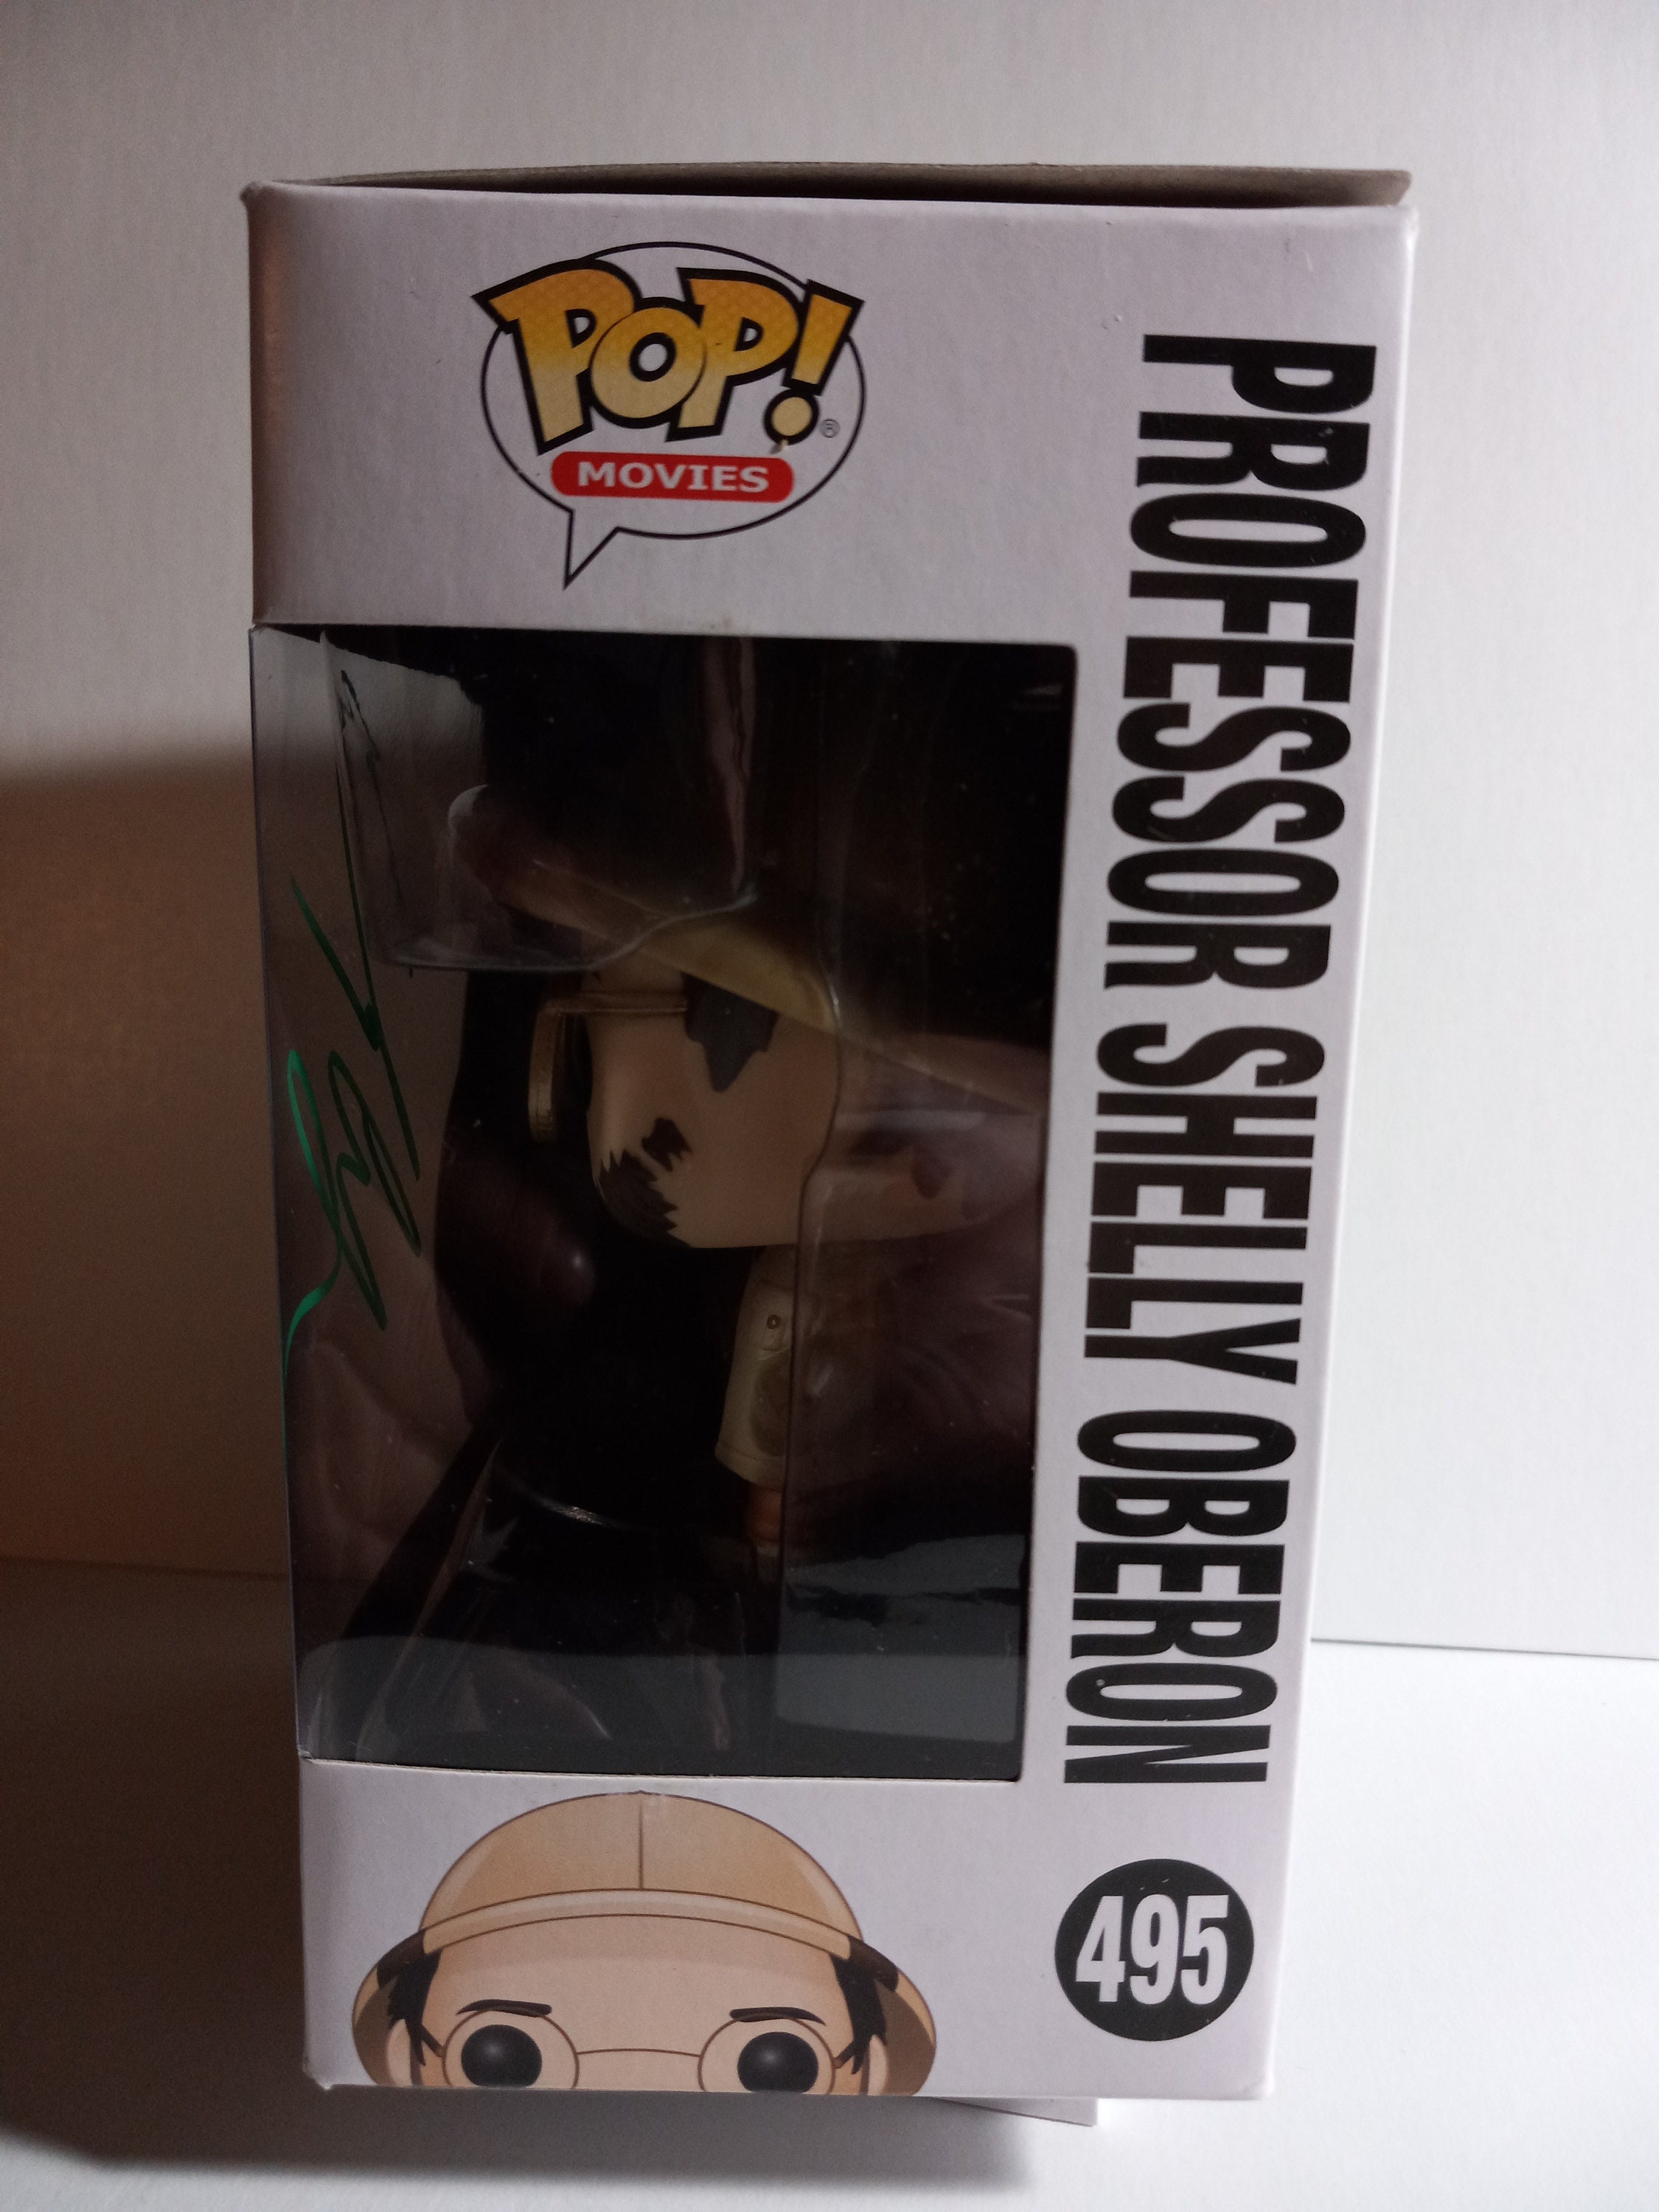 POP!®
MOVIES
PROFESSOR SHELLY OBERON
495